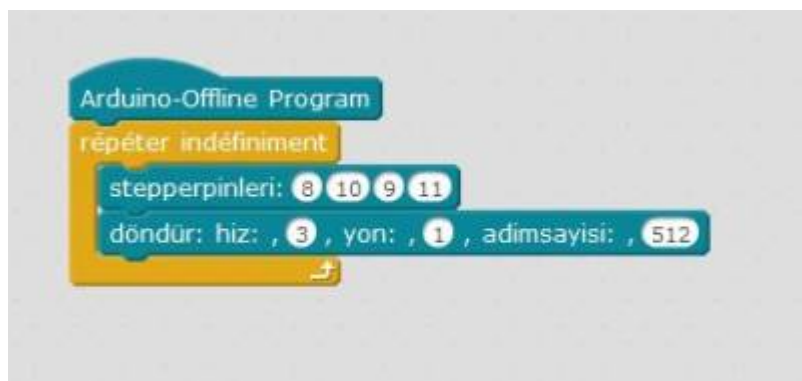 Arduino-Offline Program
répéter indéfiniment
stepperpinleri: 8 10 9 11
döndür: hiz: , 3 , yon: , 1 , adimsayisi: , 512